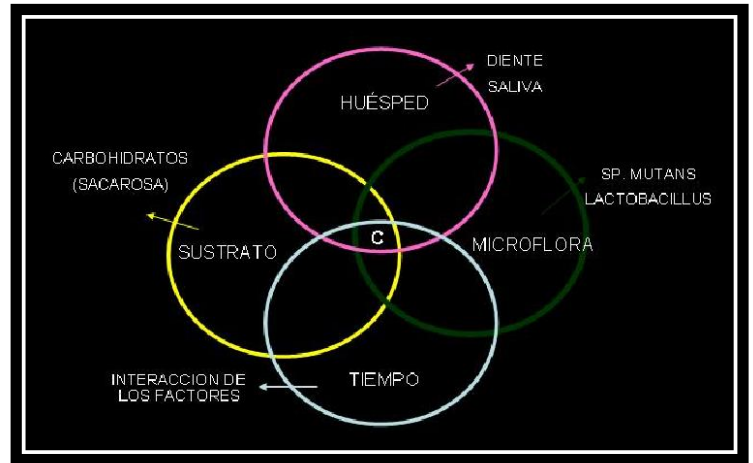 DIENTE
SALIVA
HUÉSPED
CARBOHIDRATOS
(SACAROSA)
SP. MUTANS
LACTOBACILLUS
C
SUSTRATO
MICROFLORA
TIEMPO
INTERACCION DE
LOS FACTORES